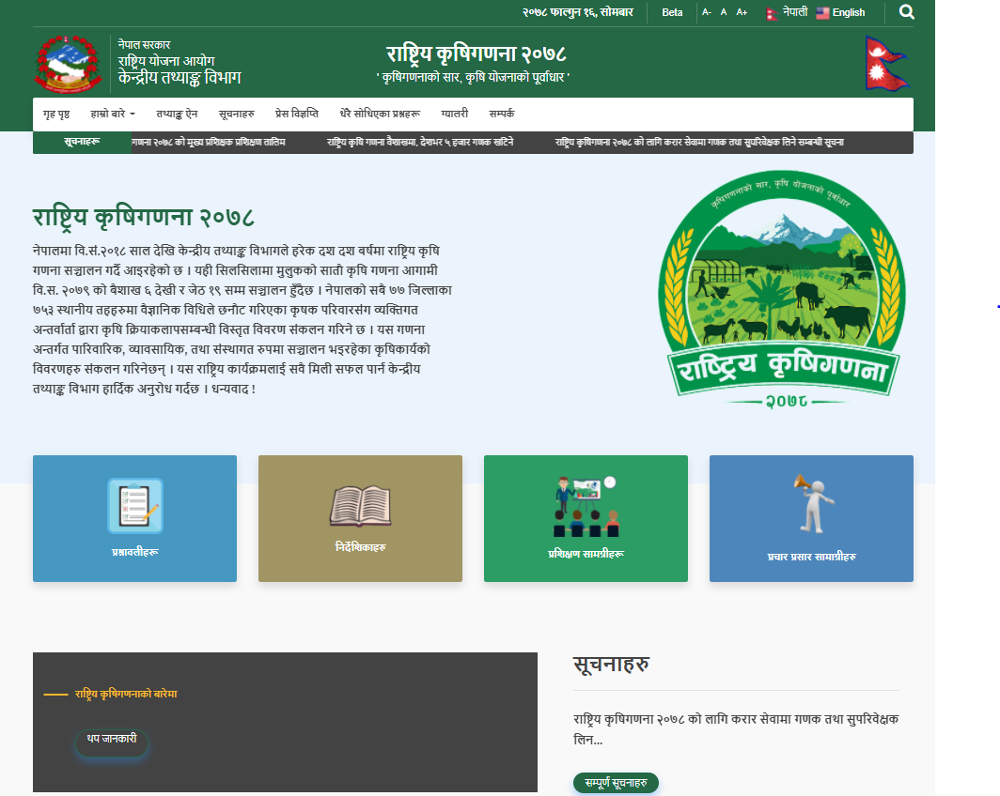 २०७८ फाल्गुन १६, सोमबार
Beta
A- A A+
नेपाली
English
नेपाल सरकार
राष्ट्रिय योजना आयोग
केन्द्रीय तथ्याङ्क विभाग
राष्ट्रिय कृषिगणना २०७८
' कृषिगणनाको सार, कृषि योजनाको पूर्वाधार '
गृह पृष्ठ हाम्रो बारे तथ्याङ्क ऐन सूचनाहरु प्रेस विज्ञप्ति धेरै सोधिएका प्रश्नहरू ग्यालरी सम्पर्क
सूचनाहरू
गणना २०७८ को मुख्य प्रशिक्षक प्रशिक्षण तालिम राष्ट्रिय कृषि गणना वैशाखमा, देशभर ५ हजार गणक खटिने राष्ट्रिय कृषिगणना २०७८ को लागि करार सेवामा गणक तथा सुपरिवेक्षक लिने सम्बन्धी सूचना
राष्ट्रिय कृषिगणना २०७८
नेपालमा वि.सं.२०१८ साल देखि केन्द्रीय तथ्याङ्क विभागले हरेक दश दश बर्षमा राष्ट्रिय कृषि
गणना सञ्चालन गर्दै आइरहेको छ । यही सिलसिलामा मुलुकको सातौ कृषि गणना आगामी
वि.स. २०७९ को बैशाख ६ देखी र जेठ १९ सम्म सञ्चालन हुँदैछ । नेपालको सबै ७७ जिल्लाका
७५३ स्थानीय तहहरुमा वैज्ञानिक विधिले छनौट गरिएका कृषक परिवारसंग व्यक्तिगत
अन्तर्वार्ता द्वारा कृषि क्रियाकलापसम्बन्धी विस्तृत विवरण संकलन गरिने छ । यस गणना
अन्तर्गत पारिवारिक, व्यावसायिक, तथा संस्थागत रुपमा सञ्चालन भइरहेका कृषिकार्यको
विवरणहरु संकलन गरिनेछन् । यस राष्ट्रिय कार्यक्रमलाई सवै मिली सफल पार्न केन्द्रीय
तथ्याङ्क विभाग हार्दिक अनुरोध गर्दछ । धन्यवाद !
कृषिगणनाको सार, कृषि योजनाको पूर्वाधार
राष्ट्रिय कृषिगणना
२०७८
प्रश्नावलीहरू
निर्देशिकाहरु
प्रशिक्षण सामग्रीहरू
प्रचार प्रसार सामाग्रीहरु
राष्ट्रिय कृषिगणनाको बारेमा
थप जानकारी
सूचनाहरु
राष्ट्रिय कृषिगणना २०७८ को लागि करार सेवामा गणक तथा सुपरिवेक्षक
लिन...
सम्पूर्ण सूचनाहरु